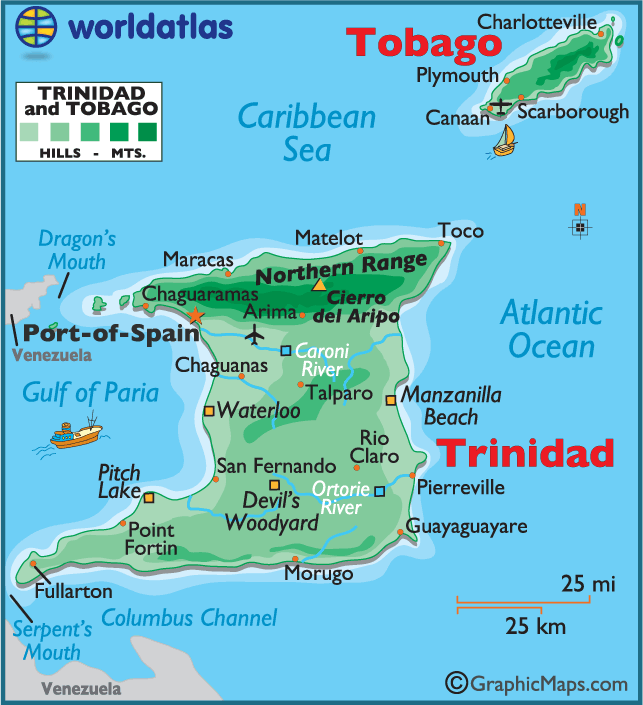 worldatlas
Tobago
Charlotteville
Plymouth
Canaan
Scarborough
TRINIDAD
and TOBAGO
HILLS - MTS.
Caribbean
Sea
N
Dragon's
Mouth
Maracas
Matelot
Toco
Northern Range
Chaguaramas
Cierro
del Aripo
Arima
Port-of-Spain
Venezuela
Atlantic
Ocean
Caroni
River
Chaguanas
Gulf of Paria
Talparo
Manzanilla
Beach
Waterloo
Trinidad
Rio
Claro
San Fernando
Pitch
Lake
Devil's
Woodyard
Ortorie
River
Pierreville
Point
Fortin
Guayaguayare
Morugo
Fullarton
25 mi
25 km
Columbus Channel
Serpent's
Mouth
Venezuela
©GraphicMaps.com